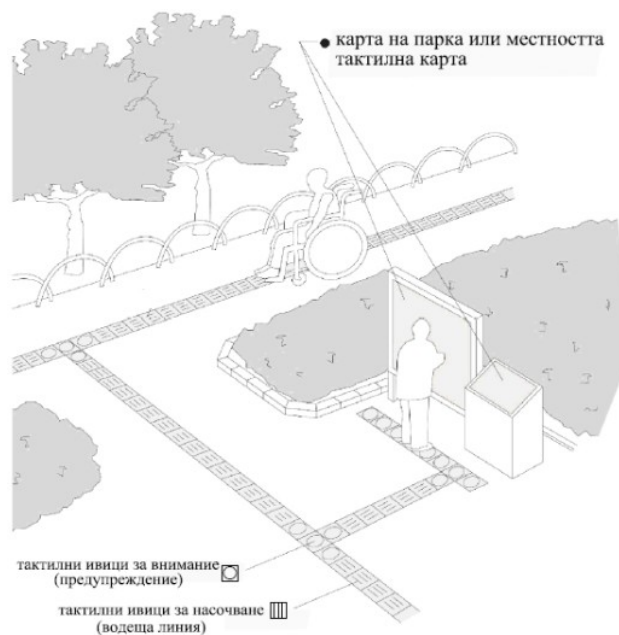 карта на парка или местността
тактилна карта
тактилни ивици за внимание
(предупреждение)
тактилни ивици за насочване
(водеща линия)